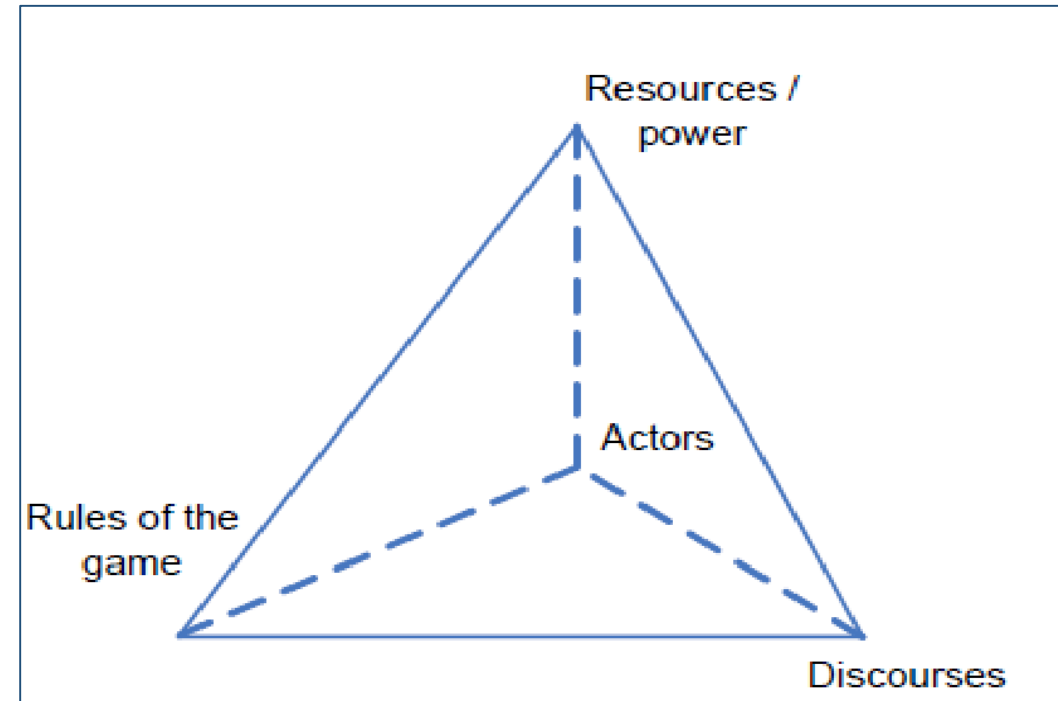 Resources /
power
Actors
Rules of the
game
Discourses